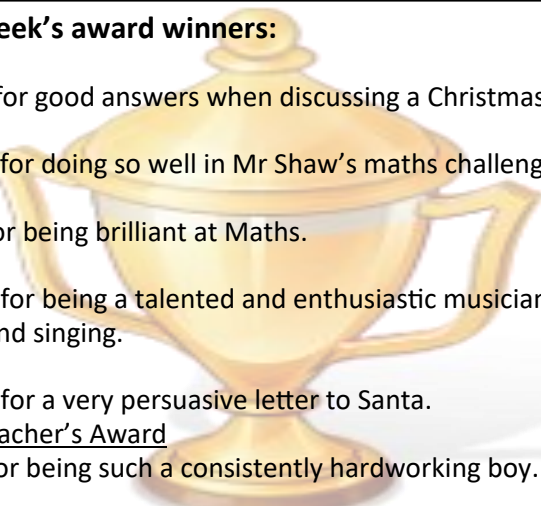 eek’s award winners:
for good answers when discussing a Christmas
for doing so well in Mr Shaw’s maths challeng
or being brilliant at Maths.
for being a talented and enthusiastic musician
nd singing.
for a very persuasive letter to Santa.
acher’s Award
or being such a consistently hardworking boy.